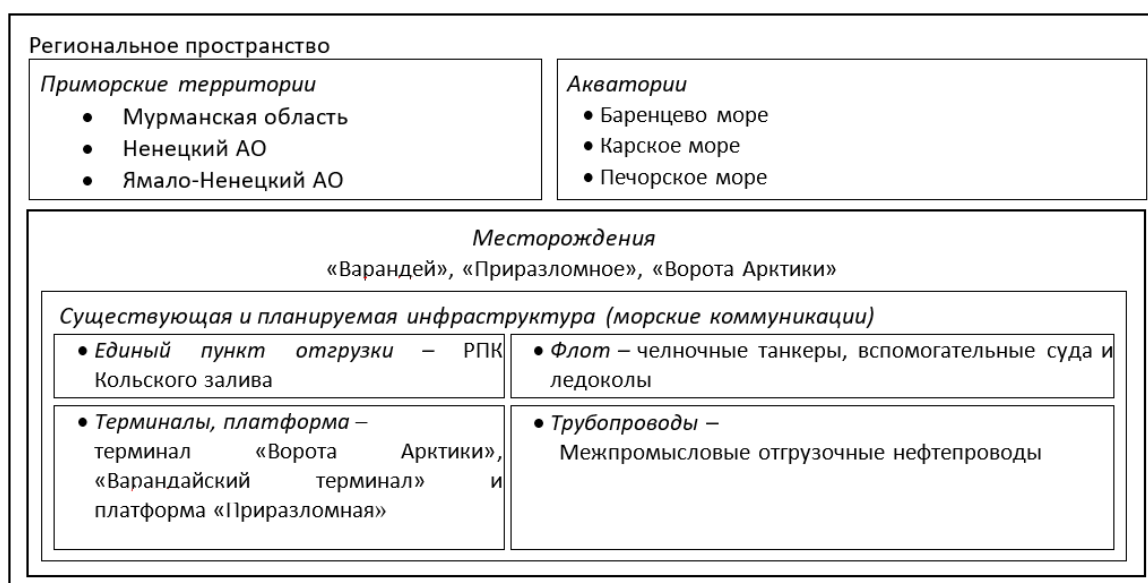 Региональное пространство
Приморские территории
• Мурманская область
• Ненецкий АО
• Ямало-Ненецкий АО
Акватории
• Баренцево море
• Карское море
• Печорское море
Месторождения
«Варандей», «Приразломное», «Ворота Арктики»
Существующая и планируемая инфраструктура (морские коммуникации)
• Единый пункт отгрузки – РПК
Кольского залива
• Флот – челночные танкеры, вспомогательные суда и
ледоколы
• Терминалы, платформа –
терминал «Ворота Арктики»,
«Варандайский терминал» и
платформа «Приразломная»
• Трубопроводы –
Межпромысловые отгрузочные нефтепроводы